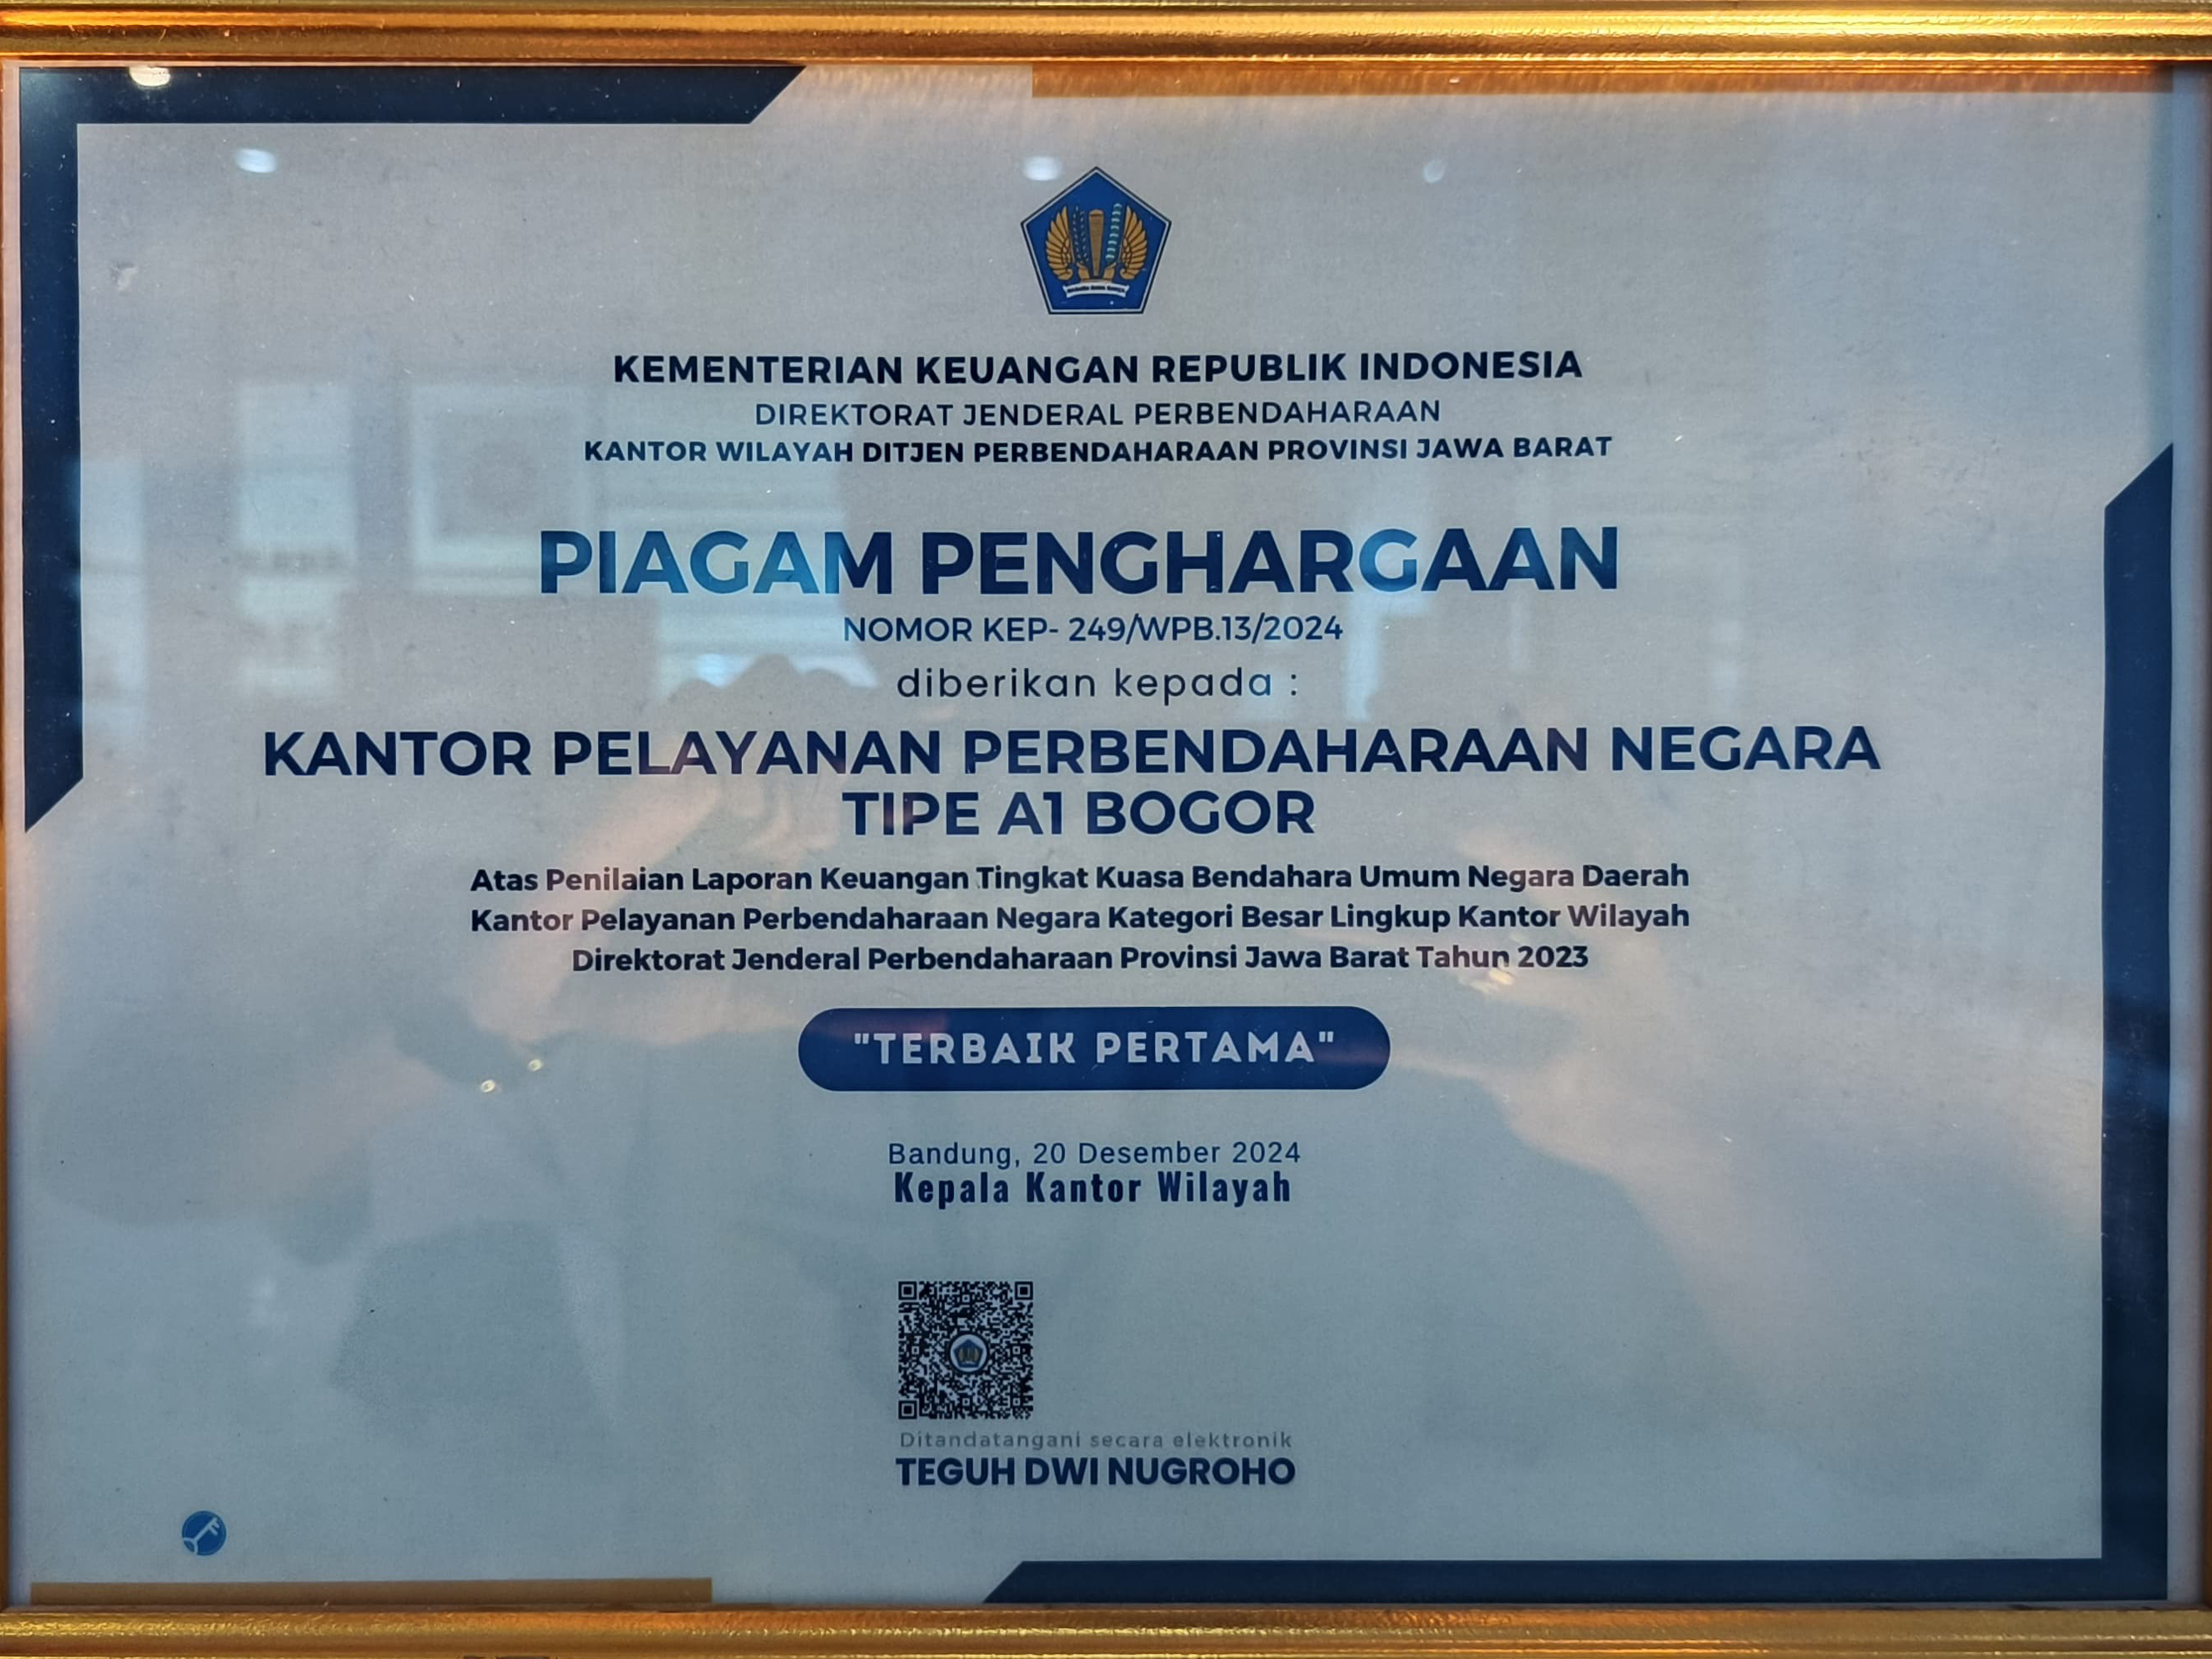 KEMENTERIAN KEUANGAN REPUBLIK INDONESIA
DIREKTORAT JENDERAL PERBENDAHARAAN
KANTOR WILAYAH DITJEN PERBENDAHARAAN PROVINSI JAWA BARAT
PIAGAM PENGHARGAAN
NOMOR KEP- 249/WPB.13/2024
diberikan kepada :
KANTOR PELAYANAN PERBENDAHARAAN NEGARA
TIPE A1 BOGOR
Atas Penilaian Laporan Keuangan Tingkat Kuasa Bendahara Umum Negara Daerah
Kantor Pelayanan Perbendaharaan Negara Kategori Besar Lingkup Kantor Wilayah
Direktorat Jenderal Perbendaharaan Provinsi Jawa Barat Tahun 2023
"TERBAIK PERTAMA"
Bandung, 20 Desember 2024
Kepala Kantor Wilayah
Ditandatangani secara elektronik
TEGUH DWI NUGROHO